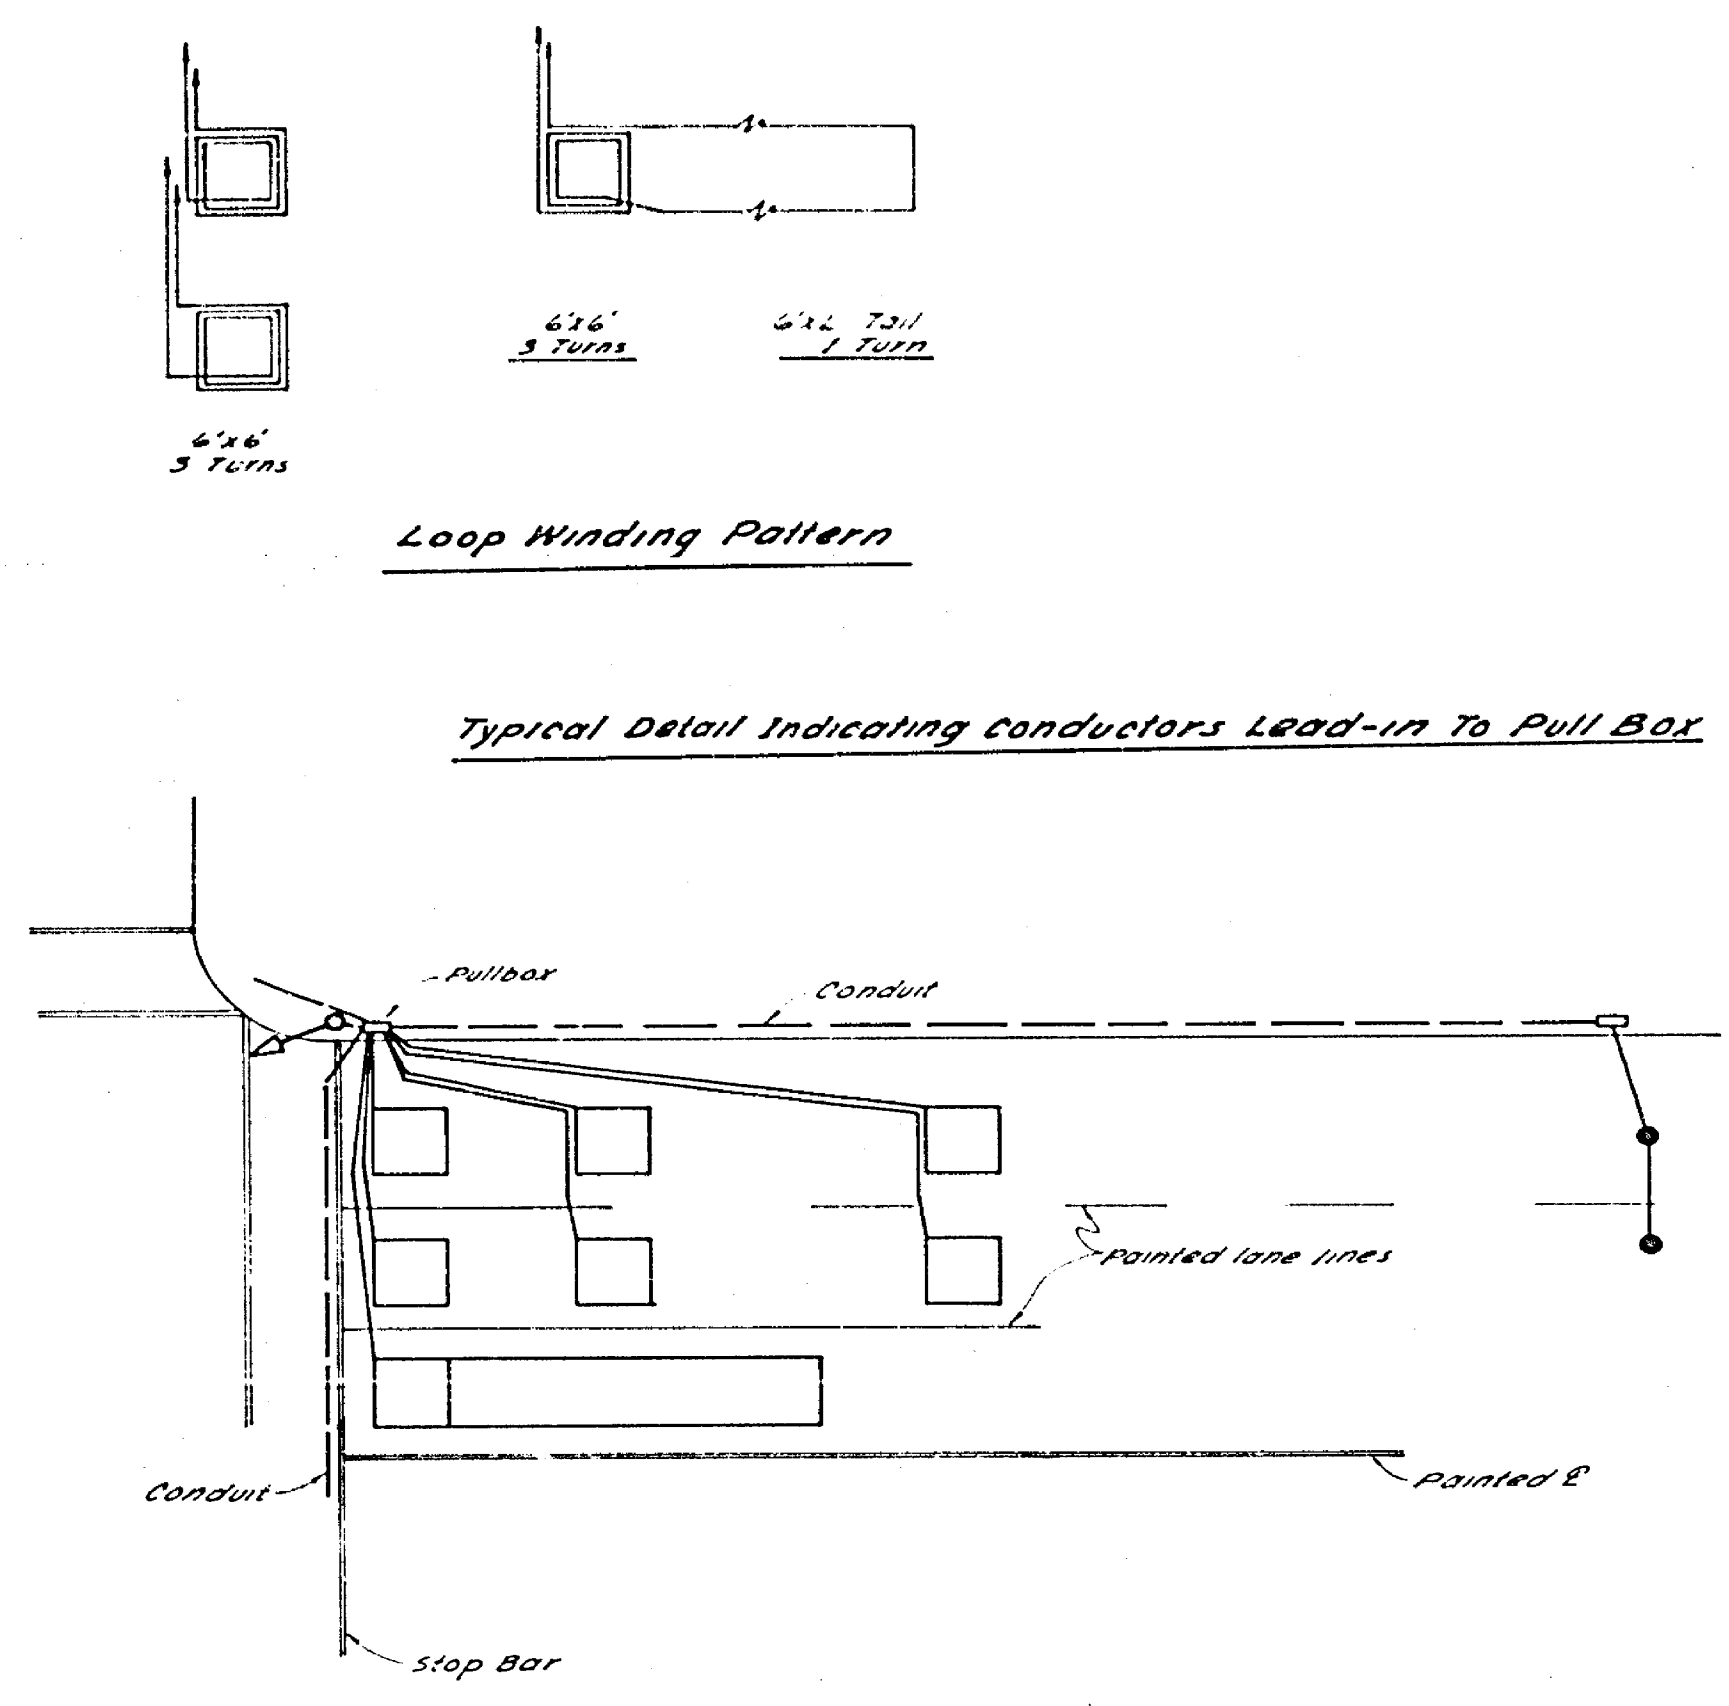 6'x6'
3 Turns
6'xL Tail
1 Turn
6'x6'
3 Turns
Loop Winding Pattern
Typical Detail Indicating Conductors Lead-in To Pull Box
Pullbox
Conduit
Painted lane lines
Conduit
Painted ℄
Stop Bar